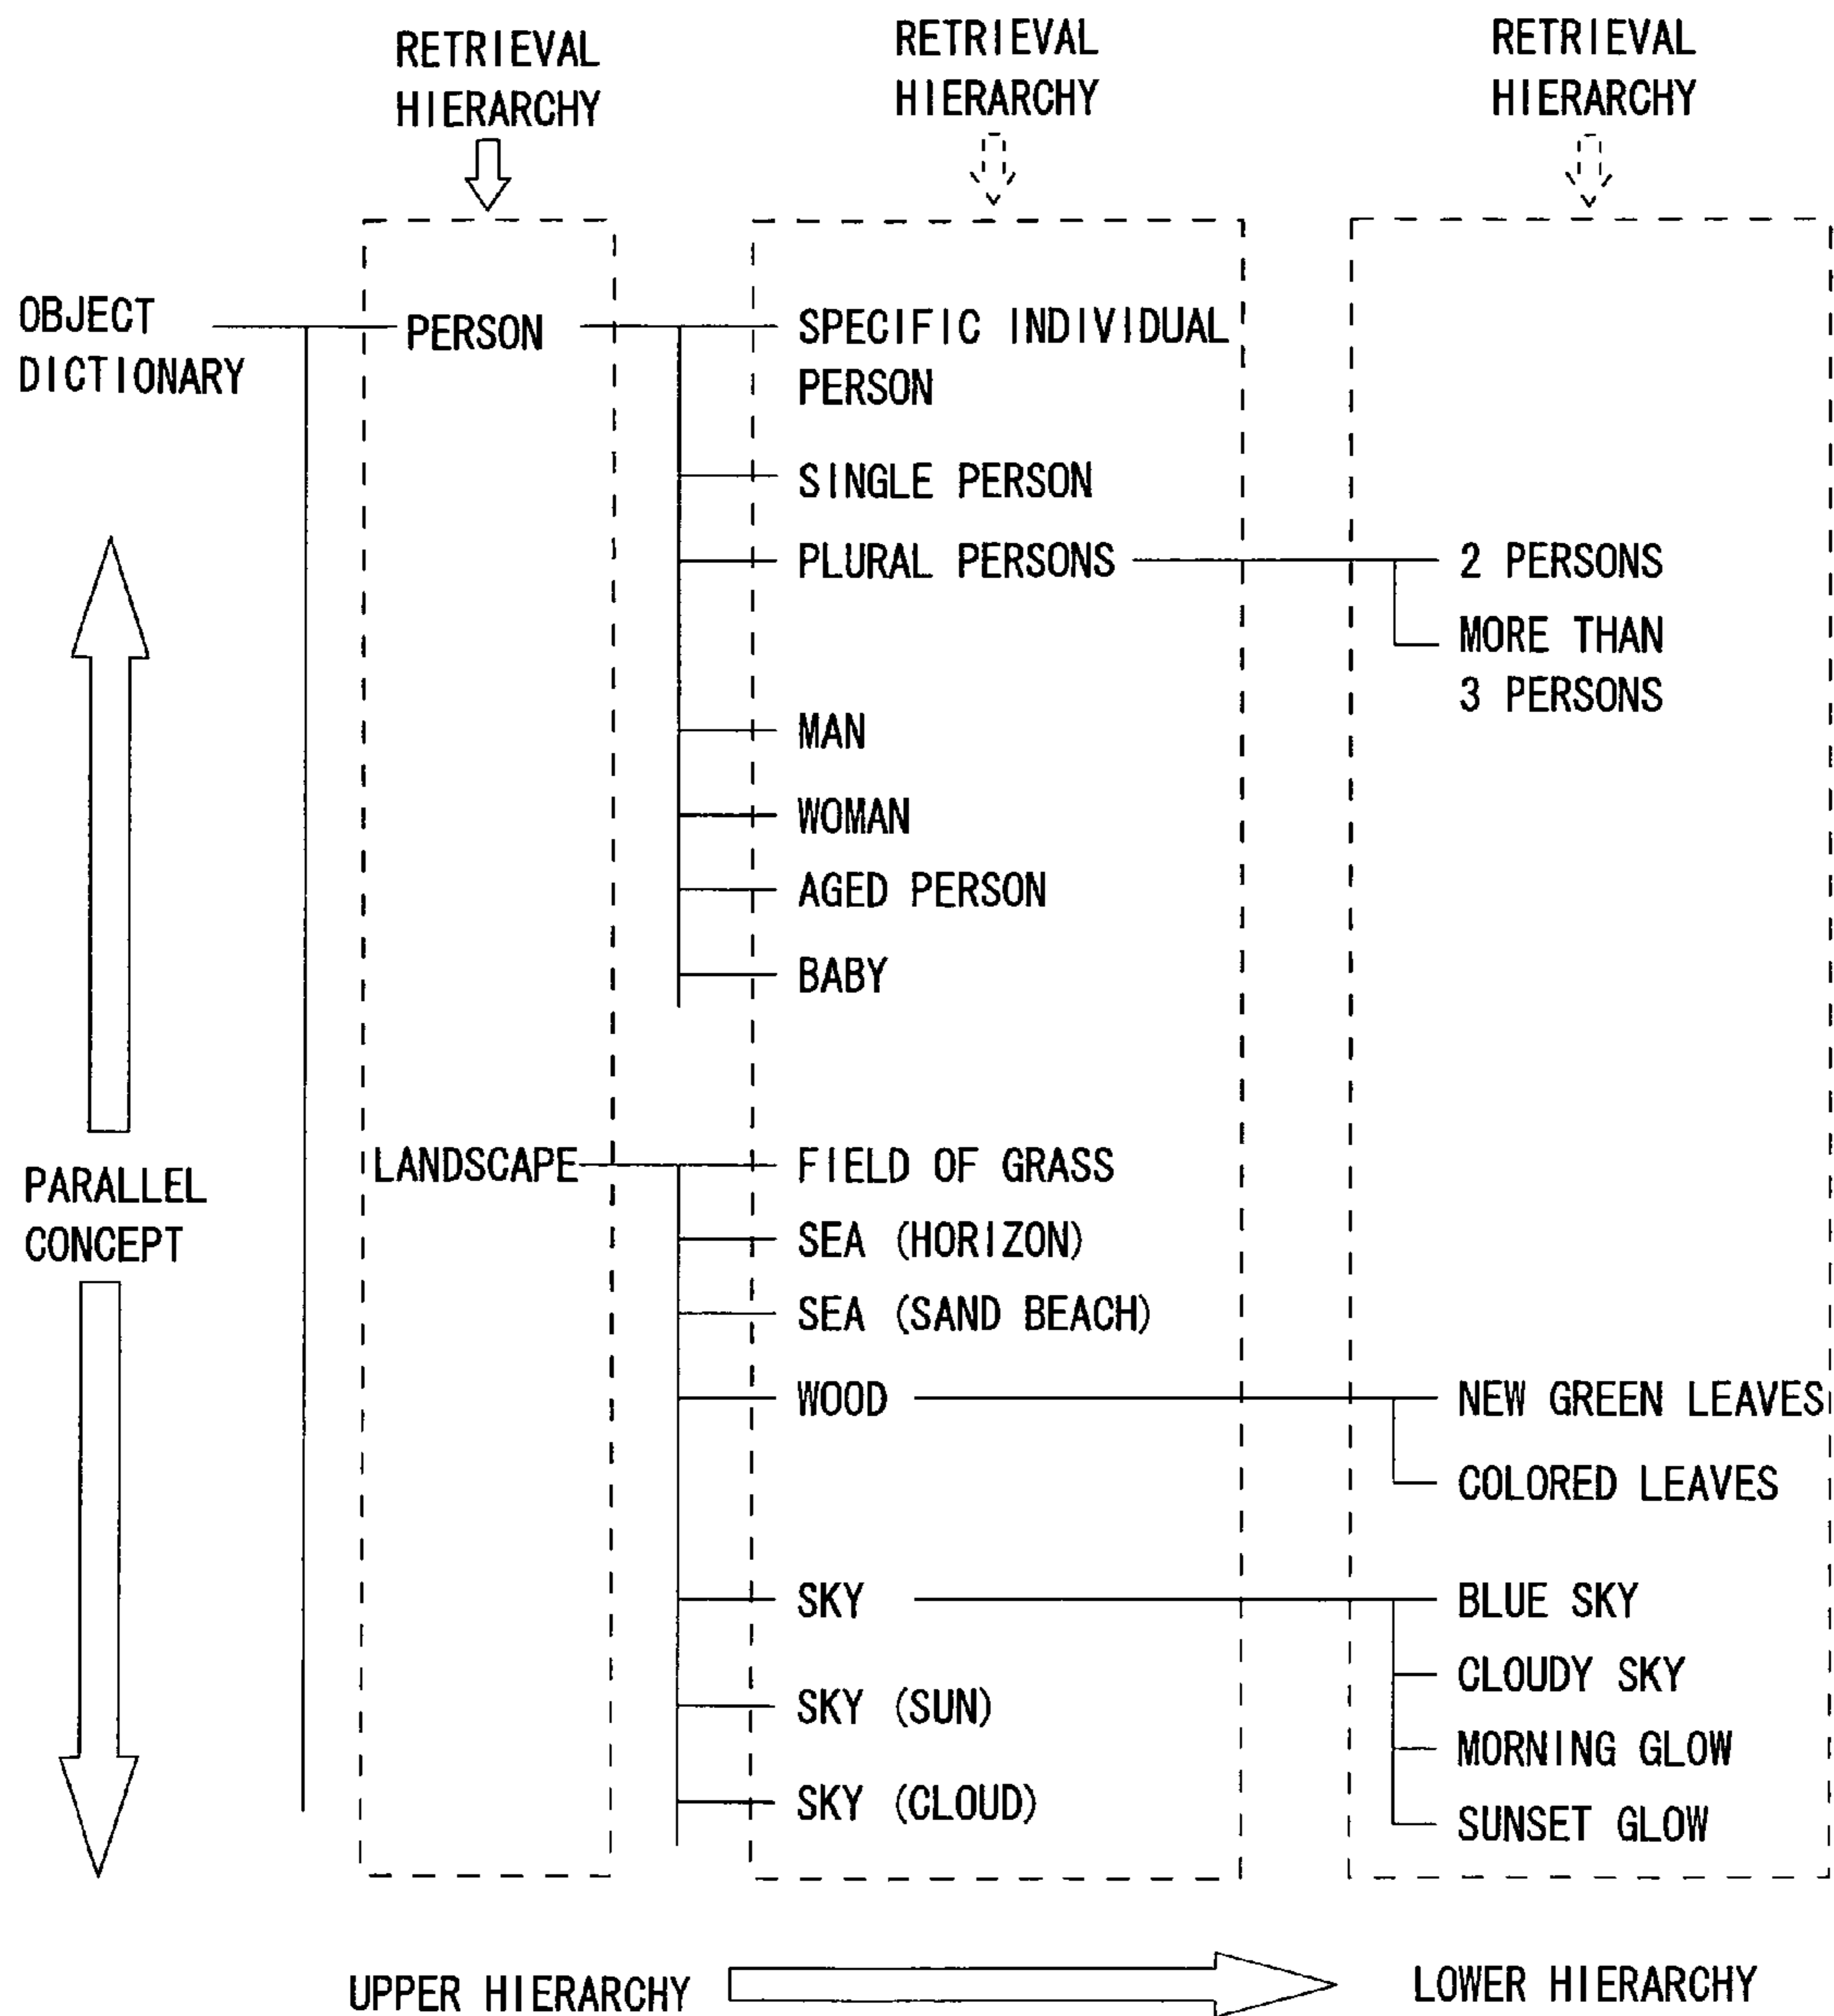 RETRIEVAL
HIERARCHY
RETRIEVAL
HIERARCHY
RETRIEVAL
HIERARCHY
OBJECT
DICTIONARY
PERSON
SPECIFIC INDIVIDUAL
PERSON
SINGLE PERSON
PLURAL PERSONS
2 PERSONS
MORE THAN
3 PERSONS
MAN
WOMAN
AGED PERSON
BABY
PARALLEL
CONCEPT
LANDSCAPE
FIELD OF GRASS
SEA (HORIZON)
SEA (SAND BEACH)
WOOD
NEW GREEN LEAVES
COLORED LEAVES
SKY
BLUE SKY
CLOUDY SKY
MORNING GLOW
SUNSET GLOW
SKY (SUN)
SKY (CLOUD)
UPPER HIERARCHY
LOWER HIERARCHY